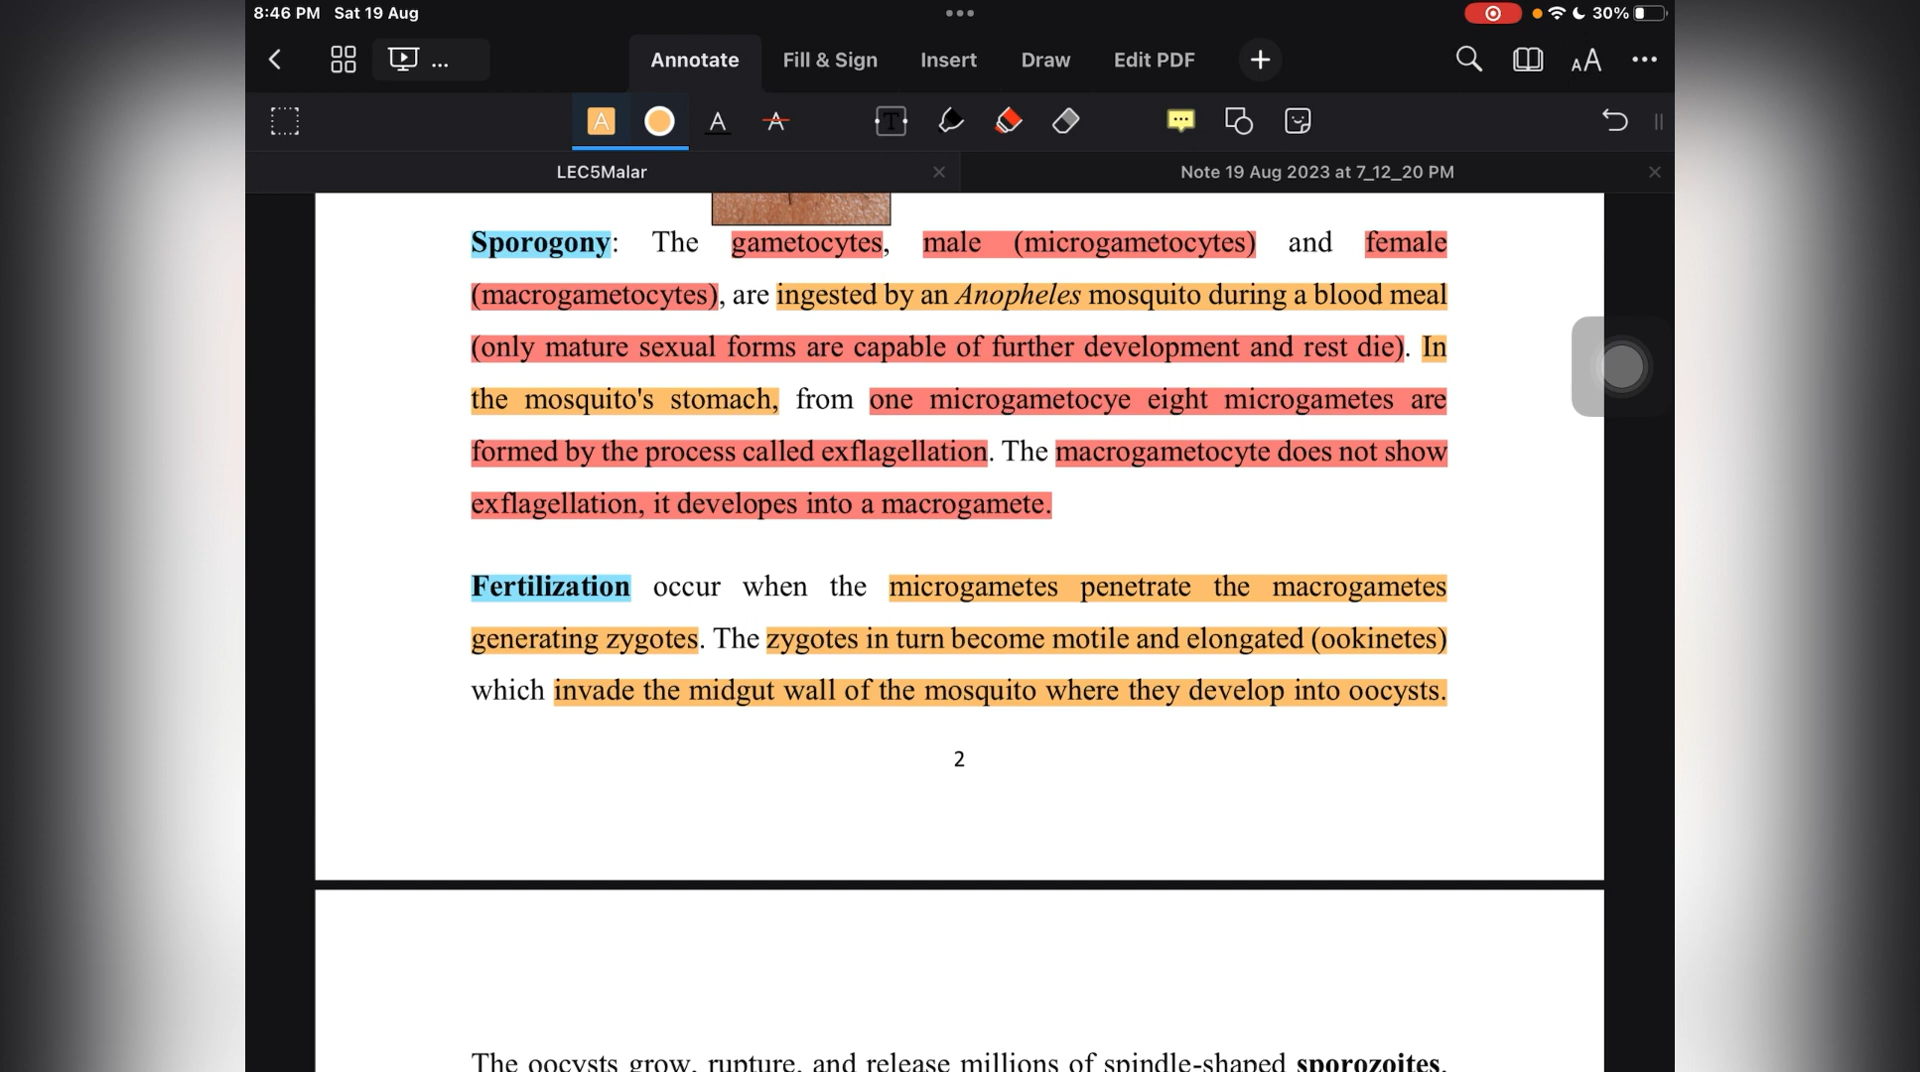 8:46 PM Sat 19 Aug
30%
...
Annotate
Fill & Sign
Insert
Draw
Edit PDF
AA
A
A
A
T
LEC5Malar
Note 19 Aug 2023 at 7_12_20 PM
Sporogony: The gametocytes, male (microgametocytes) and female
(macrogametocytes), are ingested by an Anopheles mosquito during a blood meal
(only mature sexual forms are capable of further development and rest die). In
the mosquito's stomach, from one microgametocye eight microgametes are
formed by the process called exflagellation. The macrogametocyte does not show
exflagellation, it developes into a macrogamete.
Fertilization occur when the microgametes penetrate the macrogametes
generating zygotes. The zygotes in turn become motile and elongated (ookinetes)
which invade the midgut wall of the mosquito where they develop into oocysts.
2
The oocysts grow, rupture, and release millions of spindle-shaped sporozoites,